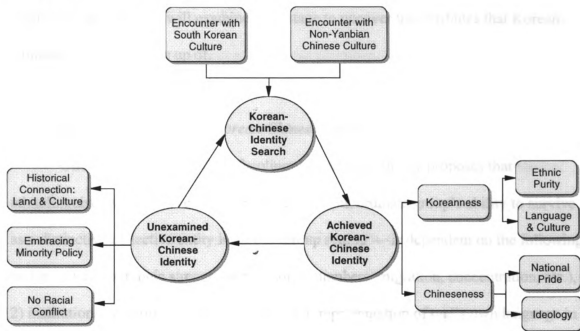 Encounter with
South Korean
Culture
Encounter with
Non-Yanbian
Chinese Culture
Korean-
Chinese
Identity
Search
Historical
Connection:
Land & Culture
Embracing
Minority Policy
No Racial
Conflict
Unexamined
Korean-
Chinese
Identity
Achieved
Korean-
Chinese
Identity
Koreanness
Chineseness
Ethnic
Purity
Language
& Culture
National
Pride
Ideology